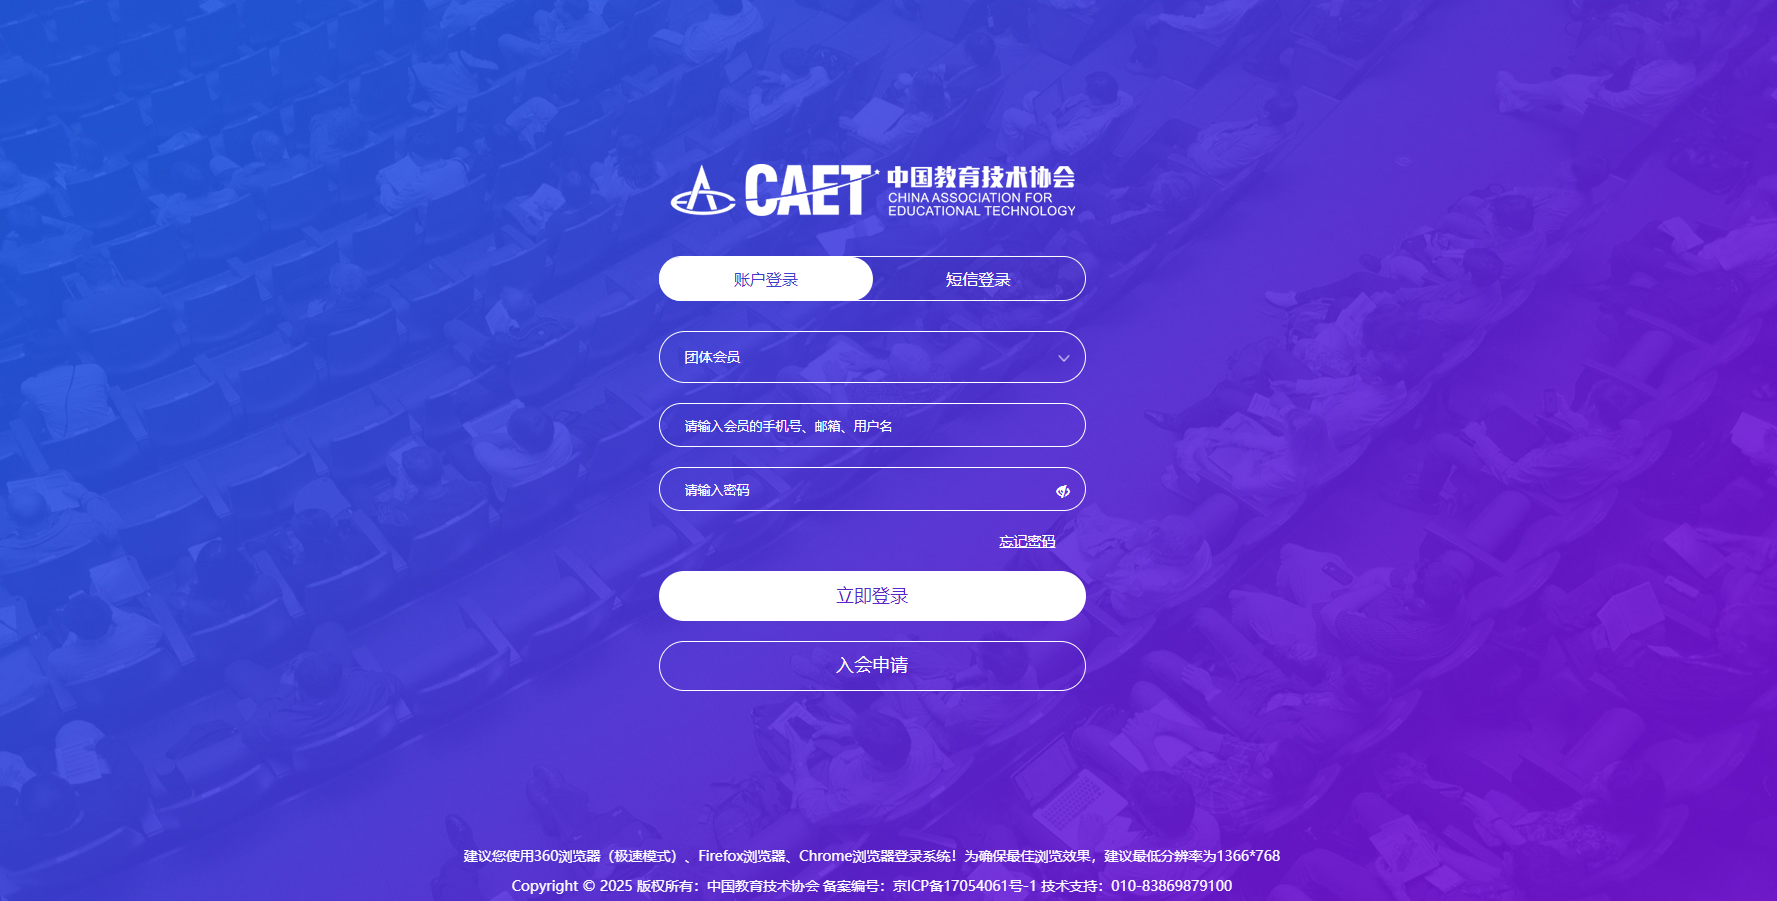 CAET 中国教育技术协会
CHINA ASSOCIATION FOR
EDUCATIONAL TECHNOLOGY
账户登录 短信登录
团体会员
请输入会员的手机号、邮箱、用户名
请输入密码
忘记密码
立即登录
入会申请
建议您使用360浏览器（极速模式）、Firefox浏览器、Chrome浏览器登录系统！为确保最佳浏览效果，建议最低分辨率为1366*768
Copyright © 2025 版权所有：中国教育技术协会 备案编号：京ICP备17054061号-1 技术支持：010-83869879100